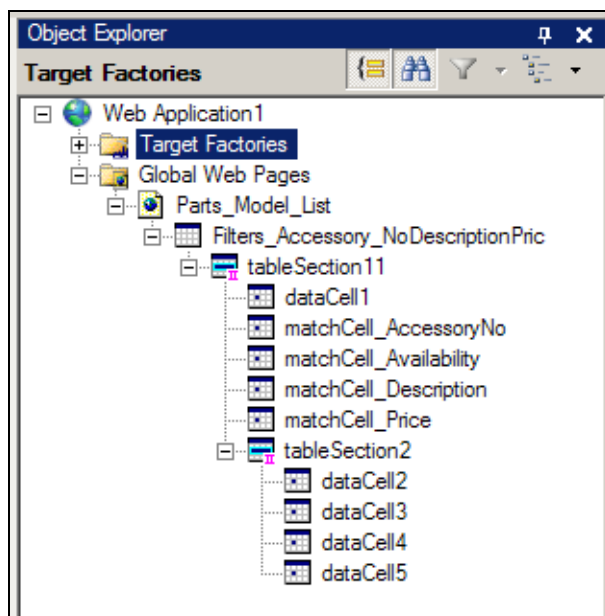 Object Explorer
Target Factories
Web Application1
Target Factories
Global Web Pages
Parts_Model_List
Filters_Accessory_NoDescriptionPric
tableSection11
dataCell1
matchCell_AccessoryNo
matchCell_Availability
matchCell_Description
matchCell_Price
tableSection2
dataCell2
dataCell3
dataCell4
dataCell5